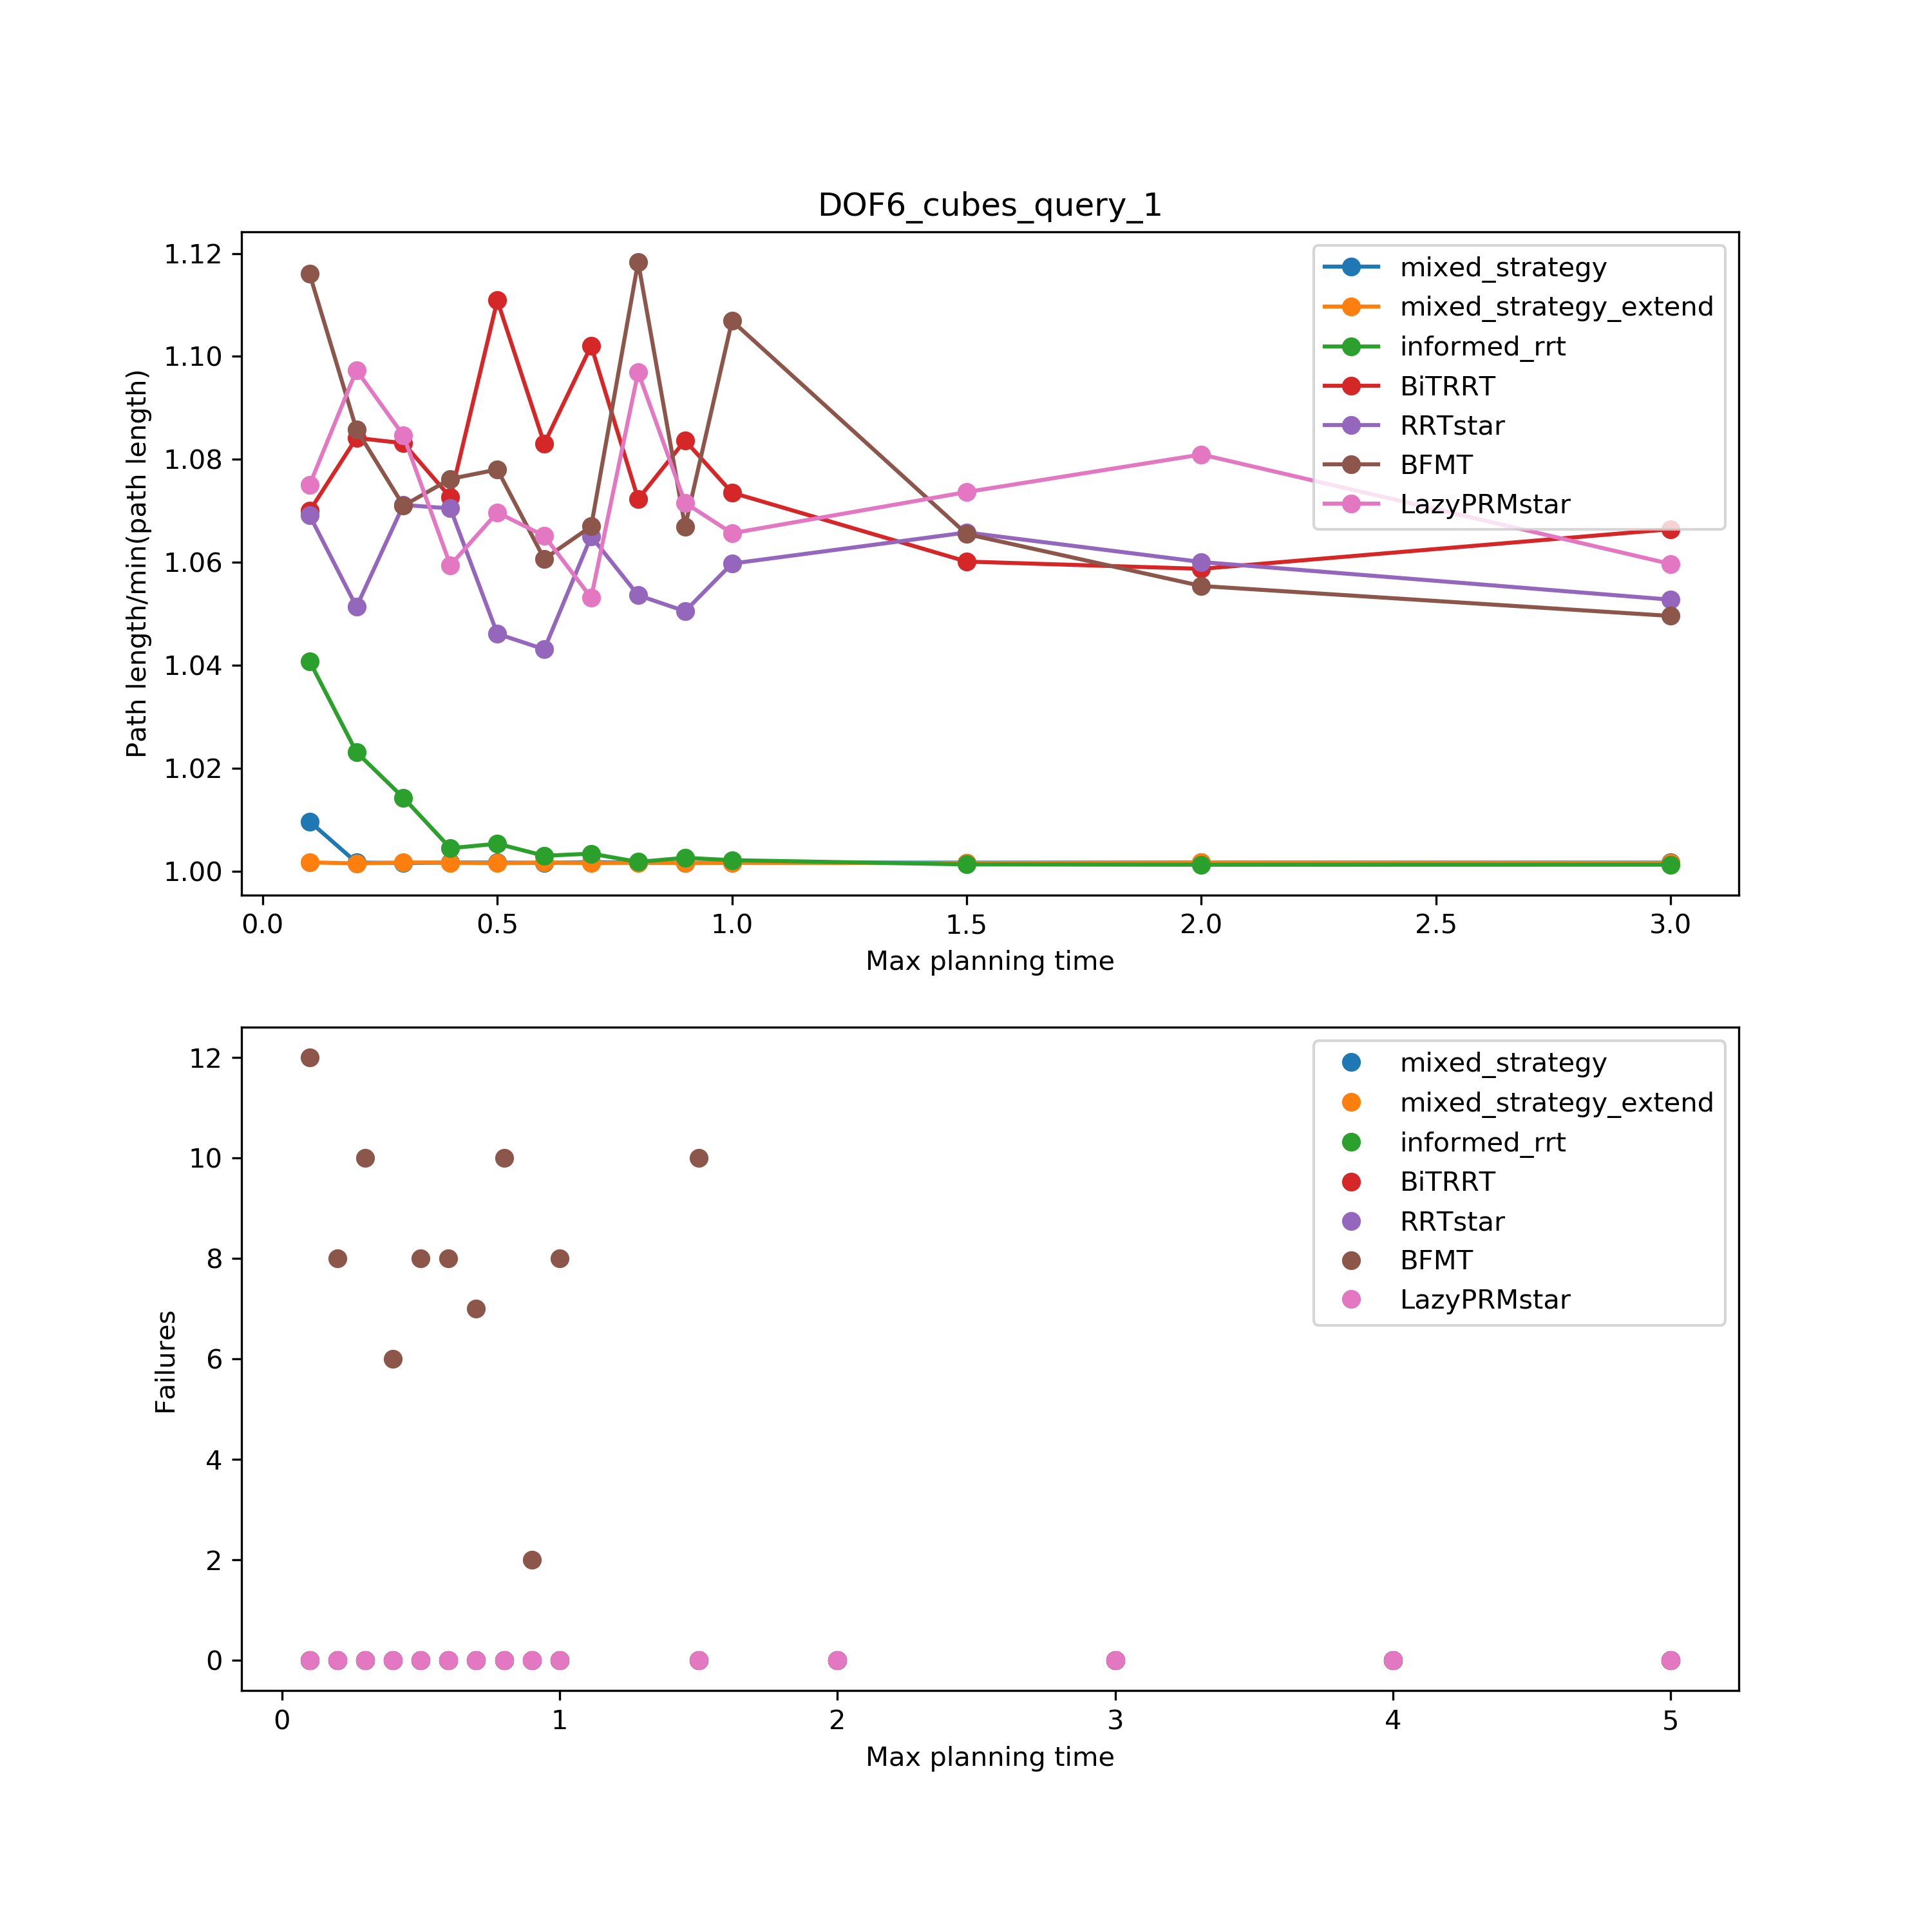 DOF6_cubes_query_1
1.12
1.10
1.08
1.06
1.04
1.02
1.00
Path length/min(path length)
mixed_strategy
mixed_strategy_extend
informed_rrt
BiTRRT
RRTstar
BFMT
LazyPRMstar
0.0 0.5 1.0 1.5 2.0 2.5 3.0
Max planning time
12
10
8
6
4
2
0
Failures
mixed_strategy
mixed_strategy_extend
informed_rrt
BiTRRT
RRTstar
BFMT
LazyPRMstar
0 1 2 3 4 5
Max planning time